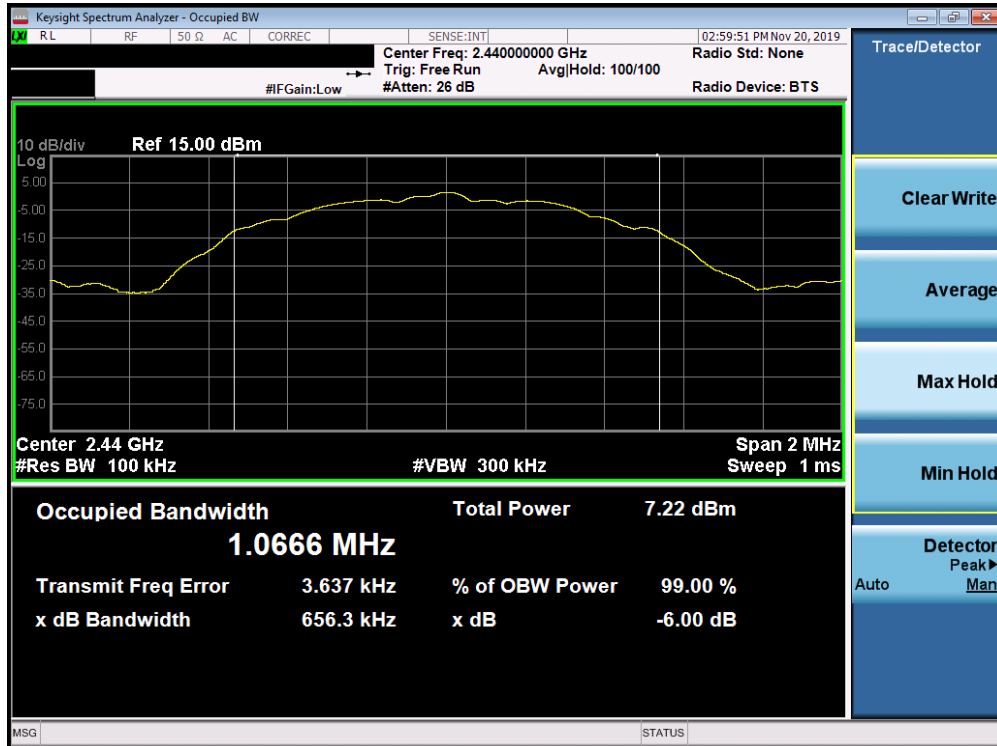 Keysight Spectrum Analyzer - Occupied BW
LXI RL RF 50 Ω AC CORREC SENSE:INT 02:59:51 PM Nov 20, 2019
Center Freq: 2.440000000 GHz Radio Std: None
Trig: Free Run Avg|Hold: 100/100
#IFGain:Low #Atten: 26 dB Radio Device: BTS
10 dB/div Ref 15.00 dBm
Log
5.00
-5.00
-15.0
-25.0
-35.0
-45.0
-55.0
-65.0
-75.0
Center 2.44 GHz Span 2 MHz
#Res BW 100 kHz #VBW 300 kHz Sweep 1 ms
Occupied Bandwidth Total Power 7.22 dBm
1.0666 MHz
Transmit Freq Error 3.637 kHz % of OBW Power 99.00 %
x dB Bandwidth 656.3 kHz x dB -6.00 dB
MSG STATUS
Trace/Detector
Clear Write
Average
Max Hold
Min Hold
Detector
Peak▶
Auto Man